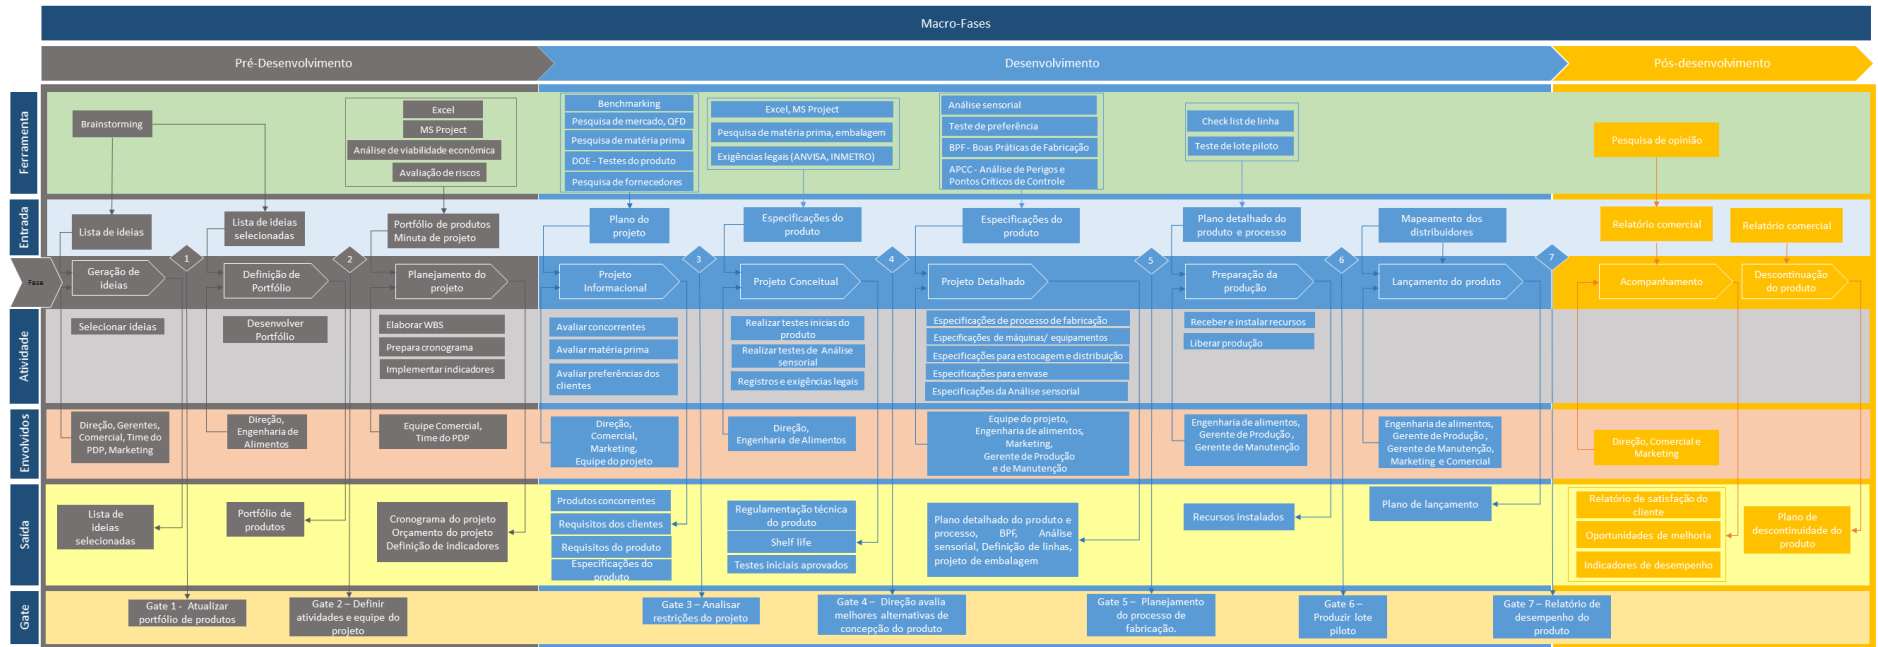 Macro-Fases
Pré-Desenvolvimento
Desenvolvimento
Pós-desenvolvimento
Ferramenta
Brainstorming
Excel
MS Project
Análise de viabilidade econômica
Avaliação de riscos
Benchmarking
Pesquisa de mercado, QFD
Pesquisa de matéria prima
DOE - Testes do produto
Pesquisa de fornecedores
Excel, MS Project
Pesquisa de matéria prima, embalagem
Exigências legais (ANVISA, INMETRO)
Análise sensorial
Teste de preferência
BPF - Boas Práticas de Fabricação
APCC - Análise de Perigos e
Pontos Críticos de Controle
Check list de linha
Teste de lote piloto
Pesquisa de opinião
Entrada
Lista de ideias
Lista de ideias
selecionadas
Portfólio de produtos
Minuta de projeto
Plano do
projeto
Especificações do
produto
Especificações do
produto
Plano detalhado do
produto e processo
Mapeamento dos
distribuidores
Relatório comercial
Relatório comercial
1
2
3
4
5
6
7
Fase
Geração de
ideias
Definição de
Portfólio
Planejamento do
projeto
Projeto
Informacional
Projeto Conceitual
Projeto Detalhado
Preparação da
produção
Lançamento do produto
Acompanhamento
Descontinuação
do produto
Atividade
Selecionar ideias
Desenvolver
Portfólio
Elaborar WBS
Prepara cronograma
Implementar indicadores
Avaliar concorrentes
Avaliar matéria prima
Avaliar preferências dos
clientes
Realizar testes inicias do
produto
Realizar testes de Análise
sensorial
Registros e exigências legais
Especificações de processo de fabricação
Especificações de máquinas/ equipamentos
Especificações para estocagem e distribuição
Especificações para envase
Especificações da Análise sensorial
Receber e instalar recursos
Liberar produção
Envolvidos
Direção, Gerentes,
Comercial, Time do
PDP, Marketing
Direção,
Engenharia de
Alimentos
Equipe Comercial,
Time do PDP
Direção,
Comercial,
Marketing,
Equipe do projeto
Direção,
Engenharia de Alimentos
Equipe do projeto,
Engenharia de alimentos,
Marketing,
Gerente de Produção
e de Manutenção
Engenharia de alimentos,
Gerente de Produção ,
Gerente de Manutenção
Engenharia de alimentos,
Gerente de Produção ,
Gerente de Manutenção,
Marketing e Comercial
Direção, Comercial e
Marketing
Saída
Lista de
ideias
selecionadas
Portfólio de
produtos
Cronograma do projeto
Orçamento do projeto
Definição de indicadores
Produtos concorrentes
Requisitos dos clientes
Requisitos do produto
Especificações do
produto
Regulamentação técnica
do produto
Shelf life
Testes iniciais aprovados
Plano detalhado do produto e
processo, BPF, Análise
sensorial, Definição de linhas,
projeto de embalagem
Recursos instalados
Plano de lançamento
Relatório de satisfação do
cliente
Oportunidades de melhoria
Indicadores de desempenho
Plano de
descontinuidade do
produto
Gate
Gate 1 - Atualizar
portfólio de produtos
Gate 2 – Definir
atividades e equipe do
projeto
Gate 3 – Analisar
restrições do projeto
Gate 4 – Direção avalia
melhores alternativas de
concepção do produto
Gate 5 – Planejamento
do processo de
fabricação.
Gate 6 –
Produzir lote
piloto
Gate 7 – Relatório de
desempenho do
produto